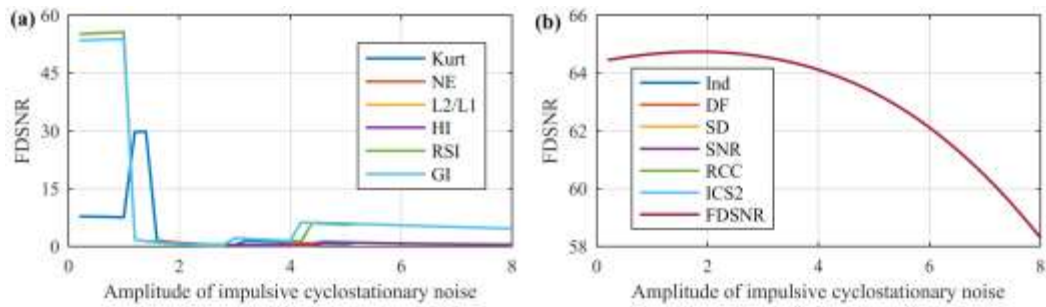 (a)
60
45
30
15
0
FDSNR
Kurt
NE
L2/L1
HI
RSI
GI
0 2 4 6 8
Amplitude of impulsive cyclostationary noise
(b)
66
64
62
60
58
FDSNR
Ind
DF
SD
SNR
RCC
ICS2
FDSNR
0 2 4 6 8
Amplitude of impulsive cyclostationary noise